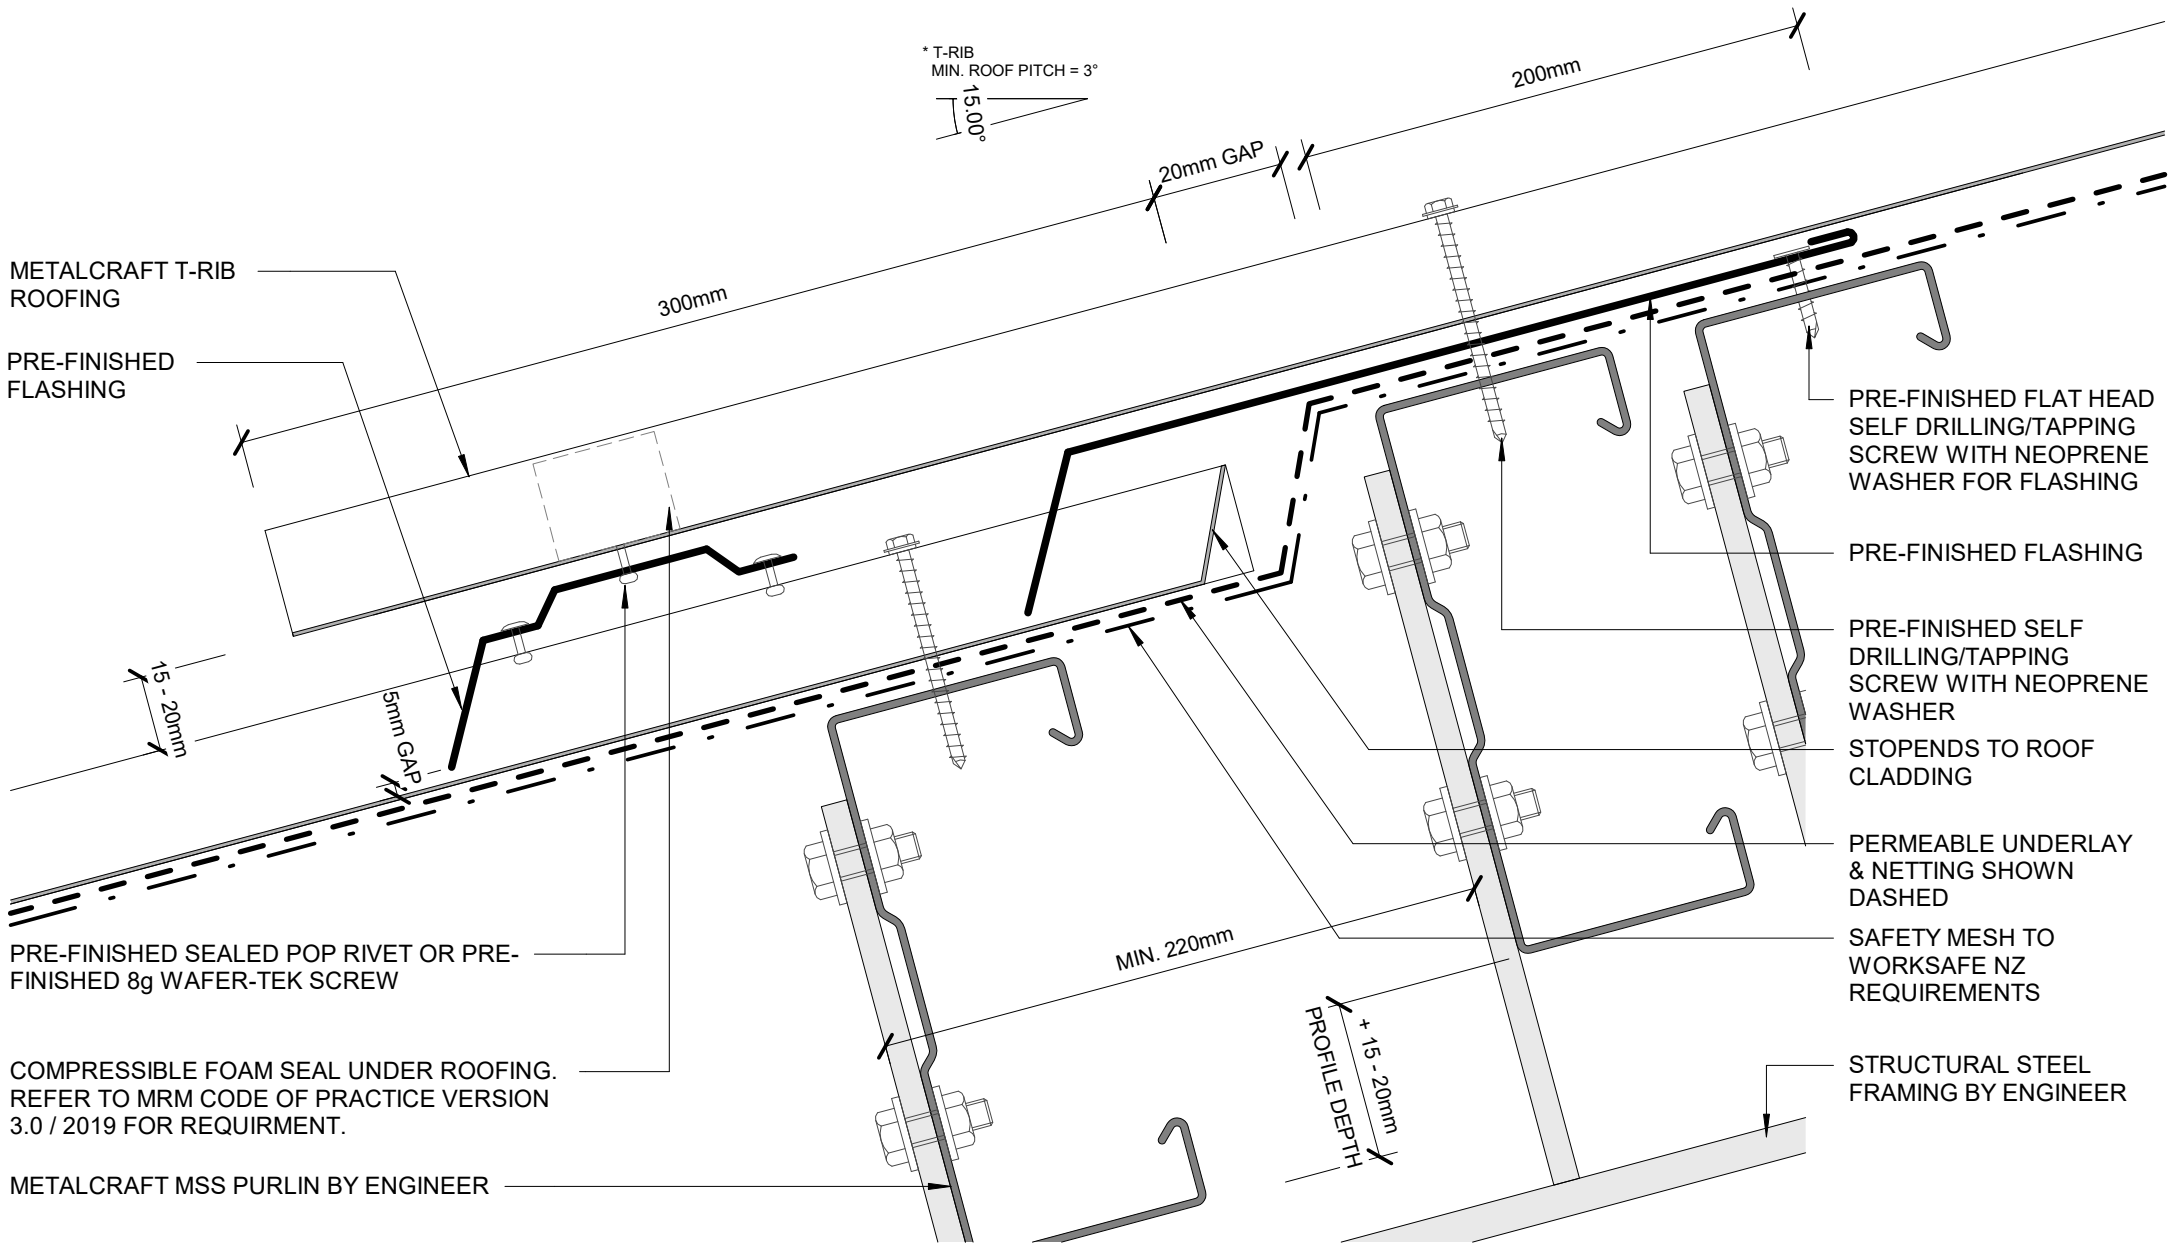 * T-RIB
MIN. ROOF PITCH = 3°
15.00°
200mm
20mm GAP
300mm
METALCRAFT T-RIB
ROOFING
PRE-FINISHED
FLASHING
15 - 20mm
5mm GAP
PRE-FINISHED SEALED POP RIVET OR PRE-
FINISHED 8g WAFER-TEK SCREW
COMPRESSIBLE FOAM SEAL UNDER ROOFING.
REFER TO MRM CODE OF PRACTICE VERSION
3.0 / 2019 FOR REQUIRMENT.
METALCRAFT MSS PURLIN BY ENGINEER
MIN. 220mm
PROFILE DEPTH
+ 15 - 20mm
PRE-FINISHED FLAT HEAD
SELF DRILLING/TAPPING
SCREW WITH NEOPRENE
WASHER FOR FLASHING
PRE-FINISHED FLASHING
PRE-FINISHED SELF
DRILLING/TAPPING
SCREW WITH NEOPRENE
WASHER
STOPENDS TO ROOF
CLADDING
PERMEABLE UNDERLAY
& NETTING SHOWN
DASHED
SAFETY MESH TO
WORKSAFE NZ
REQUIREMENTS
STRUCTURAL STEEL
FRAMING BY ENGINEER